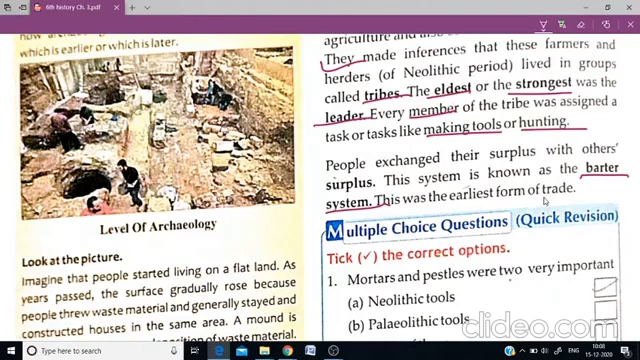 6th history Ch. 3.pdf
which is earlier or which is later.
Level Of Archaeology
Look at the picture.
Imagine that people started living on a flat land. As
years passed, the surface gradually rose because
people threw waste material and generally stayed and
constructed houses in the same area. A mound is
of waste material.
agriculture and also
They made inferences that these farmers and
herders (of Neolithic period) lived in groups
called tribes. The eldest or the strongest was the
leader. Every member of the tribe was assigned a
task or tasks like making tools or hunting.
People exchanged their surplus with others'
surplus. This system is known as the barter
system. This was the earliest form of trade.
Multiple Choice Questions (Quick Revision)
Tick (✓) the correct options.
1. Mortars and pestles were two very important
(a) Neolithic tools
(b) Palaeolithic tools
clideo.com
Type here to search
10:08
15-12-2020